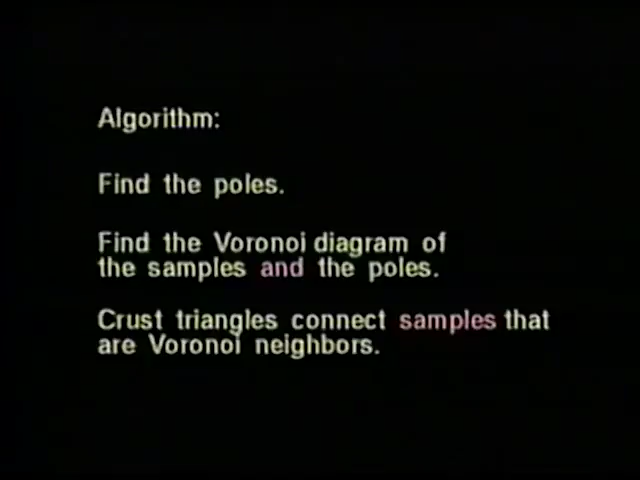 Algorithm:
Find the poles.
Find the Voronoi diagram of
the samples and the poles.
Crust triangles connect samples that
are Voronoi neighbors.